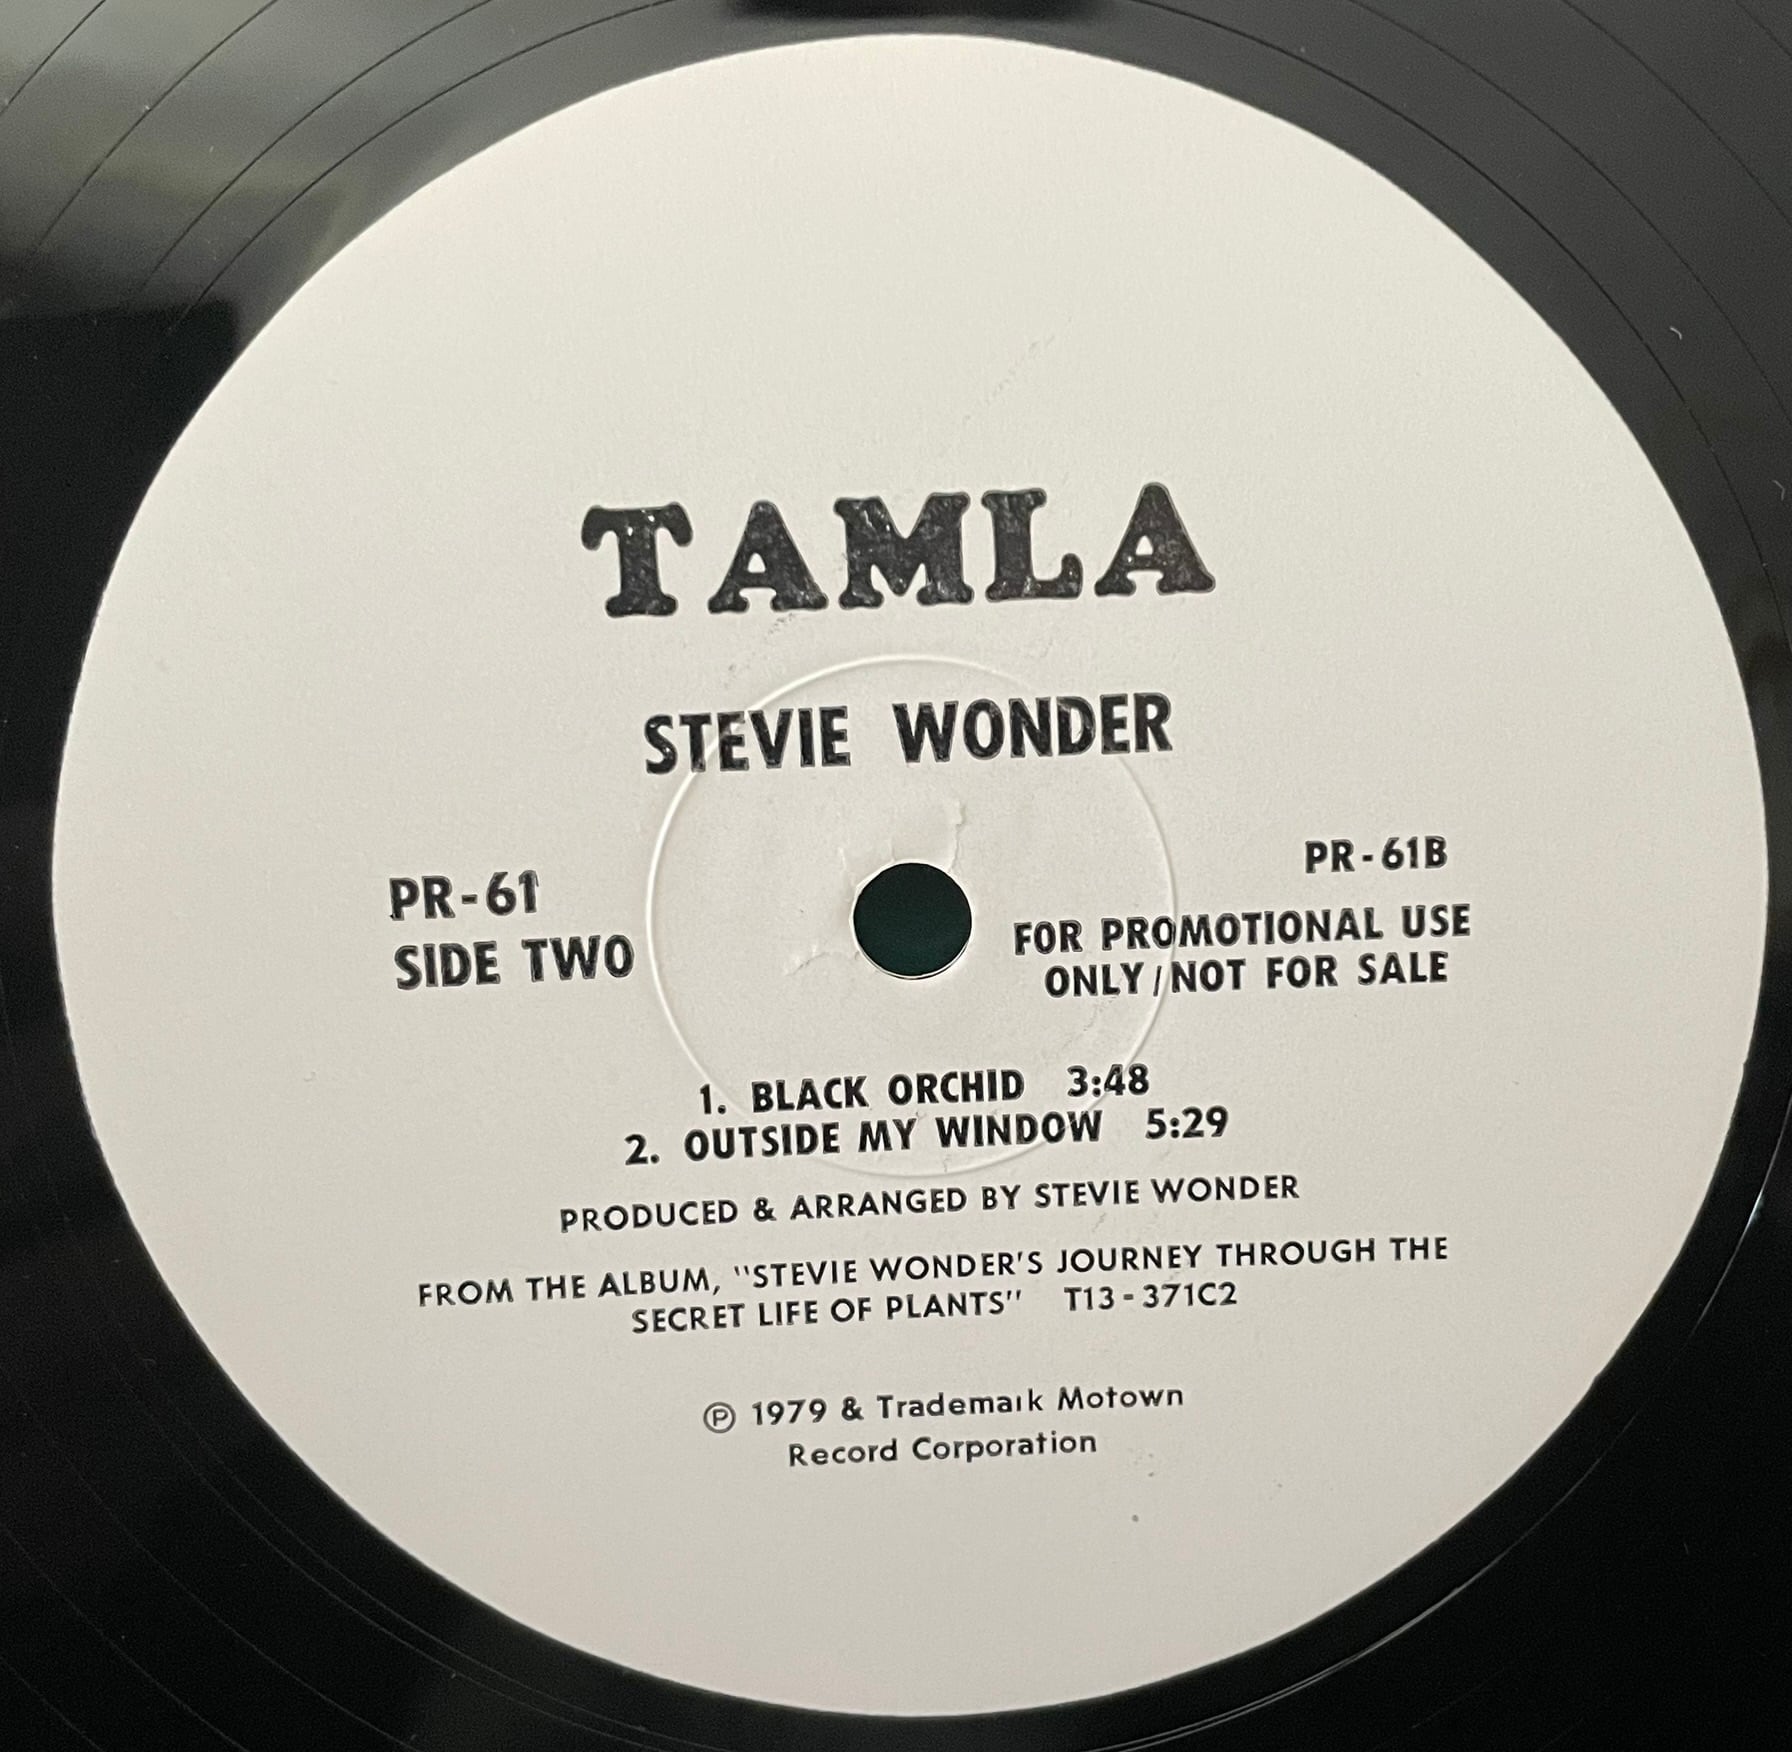 TAMLA
STEVIE WONDER
PR-61
SIDE TWO
PR-61B
FOR PROMOTIONAL USE
ONLY/NOT FOR SALE
1. BLACK ORCHID 3:48
2. OUTSIDE MY WINDOW 5:29
PRODUCED & ARRANGED BY STEVIE WONDER
FROM THE ALBUM, "STEVIE WONDER'S JOURNEY THROUGH THE
SECRET LIFE OF PLANTS" T13-371C2
℗ 1979 & Trademark Motown
Record Corporation